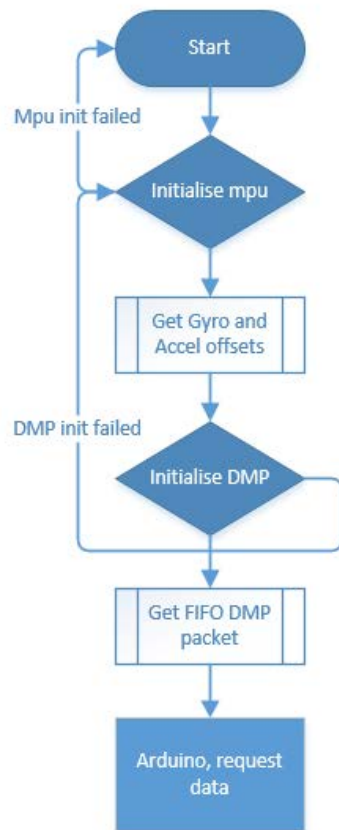 Start
Mpu init failed
Initialise mpu
Get Gyro and
Accel offsets
DMP init failed
Initialise DMP
Get FIFO DMP
packet
Arduino, request
data